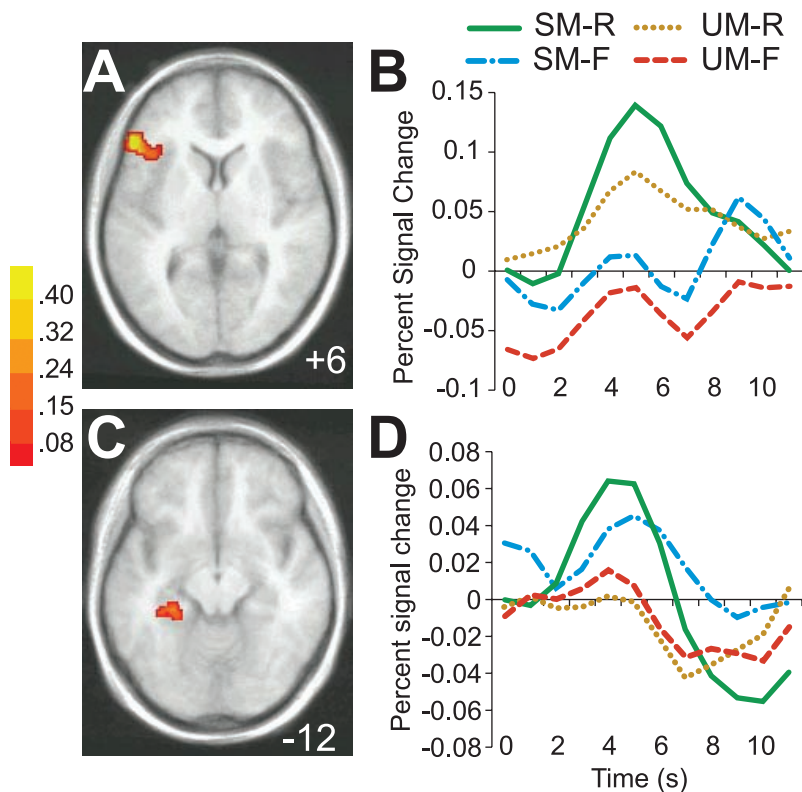 SM-R UM-R
SM-F UM-F
A
+6
B
Percent Signal Change
0.15
0.1
0.05
0
-0.05
-0.1
0 2 4 6 8 10
.40
.32
.24
.15
.08
C
-12
D
Percent signal change
0.08
0.06
0.04
0.02
0
-0.02
-0.04
-0.06
-0.08
0 2 4 6 8 10
Time (s)